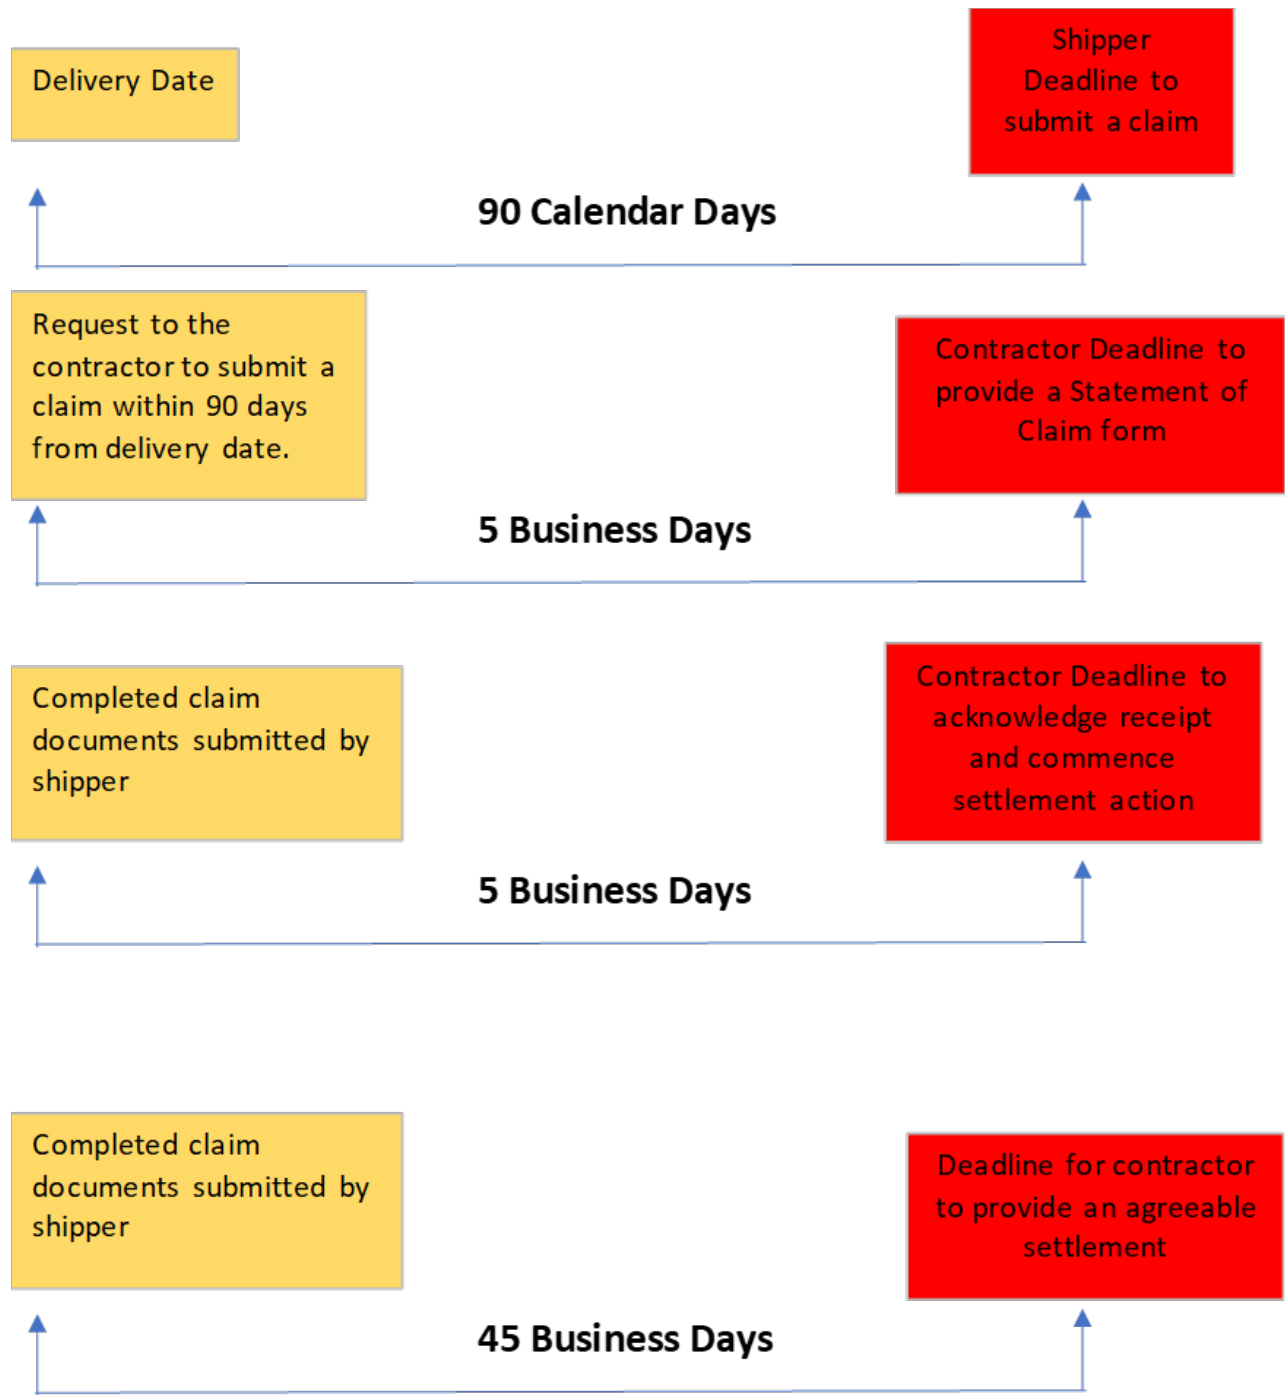 Delivery Date
Shipper
Deadline to
submit a claim
90 Calendar Days
Request to the
contractor to submit a
claim within 90 days
from delivery date.
Contractor Deadline to
provide a Statement of
Claim form
5 Business Days
Completed claim
documents submitted by
shipper
Contractor Deadline to
acknowledge receipt
and commence
settlement action
5 Business Days
Completed claim
documents submitted by
shipper
Deadline for contractor
to provide an agreeable
settlement
45 Business Days